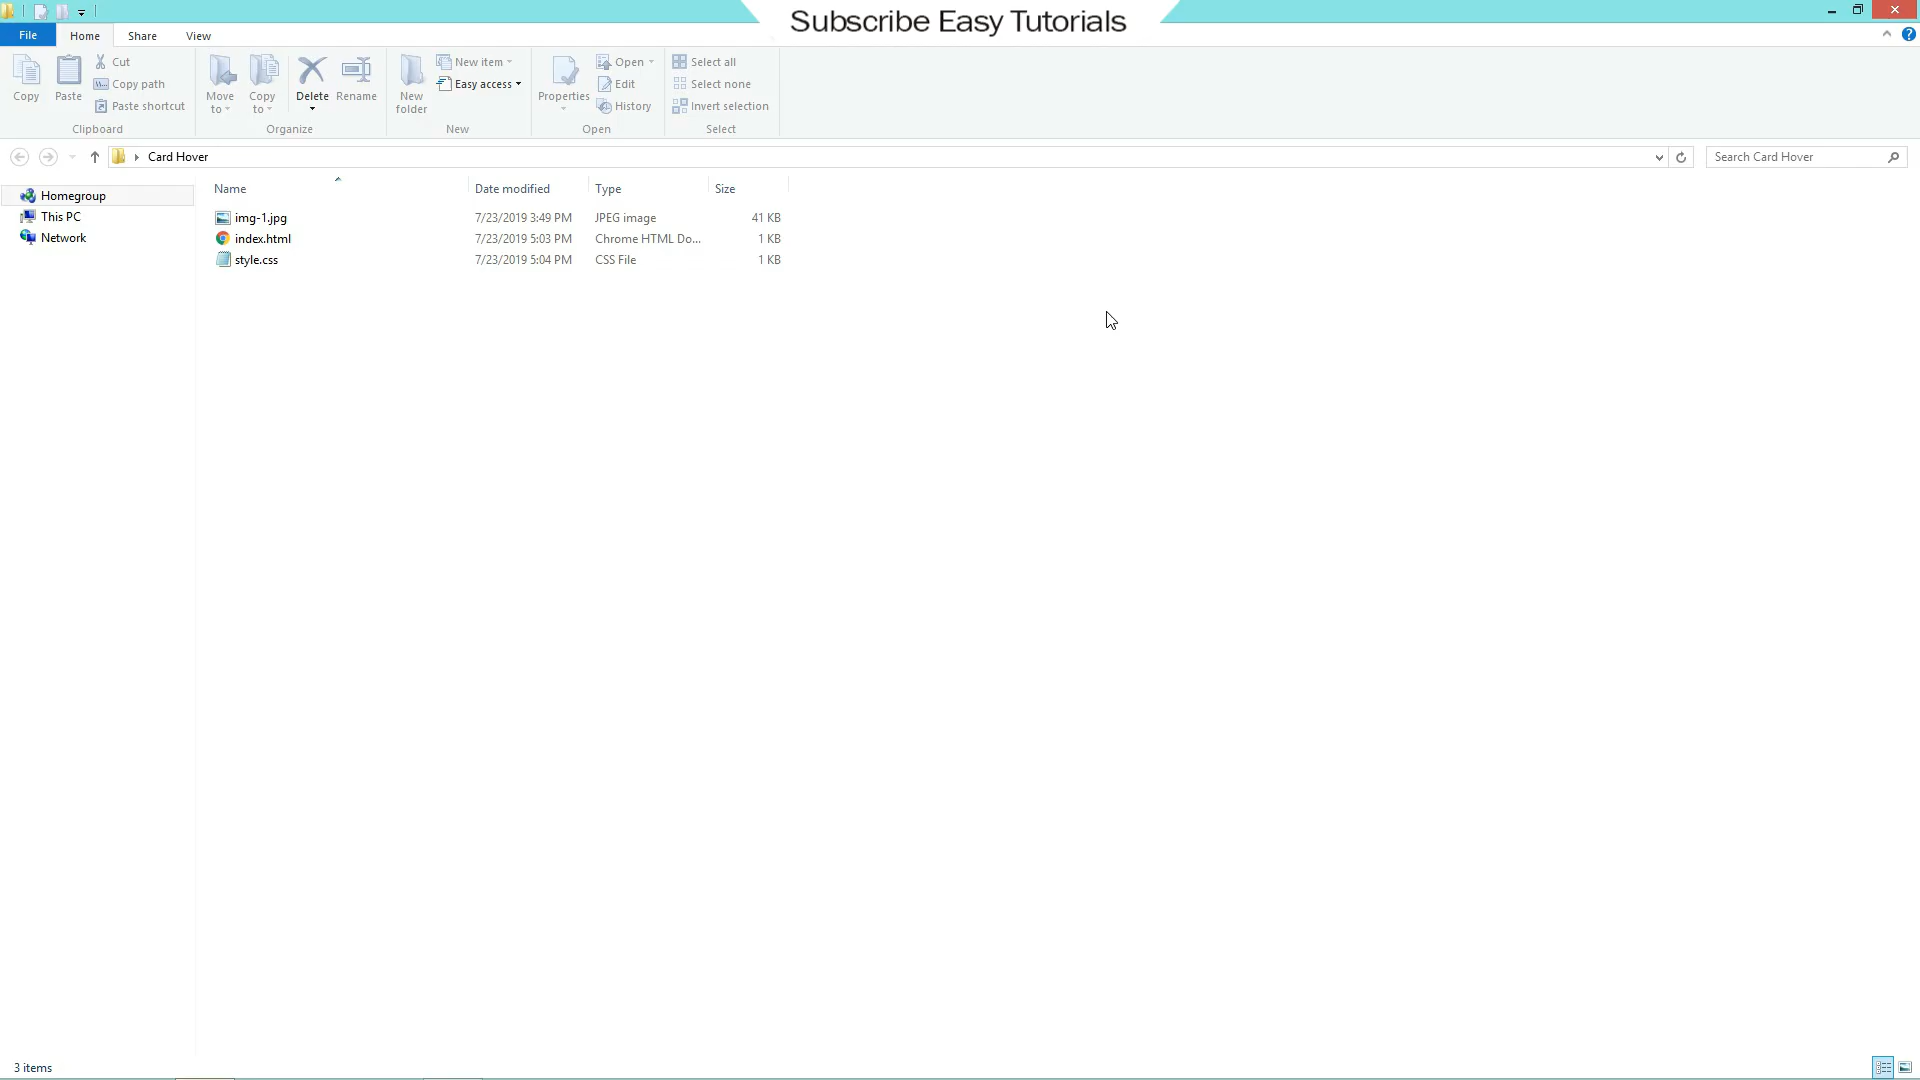 Subscribe Easy Tutorials
File Home Share View
Copy
Paste
Cut
Copy path
Paste shortcut
Clipboard
Move to
Copy to
Delete
Rename
Organize
New folder
New item
Easy access
New
Properties
Open
Edit
History
Open
Select all
Select none
Invert selection
Select
Card Hover
Search Card Hover
Homegroup
This PC
Network
Name Date modified Type Size
img-1.jpg 7/23/2019 3:49 PM JPEG image 41 KB
index.html 7/23/2019 5:03 PM Chrome HTML Do... 1 KB
style.css 7/23/2019 5:04 PM CSS File 1 KB
3 items